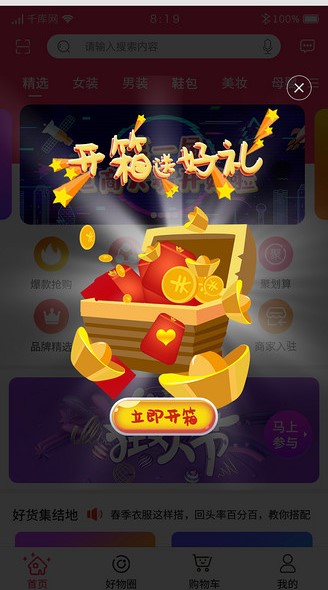 千库网 8:19 100%
请输入搜索内容
精选 女装 男装 鞋包 美妆 母婴
开箱送好礼
爆款抢购 聚划算
品牌精选 商家入驻
立即开箱
狂欢节
马上
参与
好货集结地 春季衣服这样搭，回头率百分百，教你搭配
首页 好物圈 购物车 我的